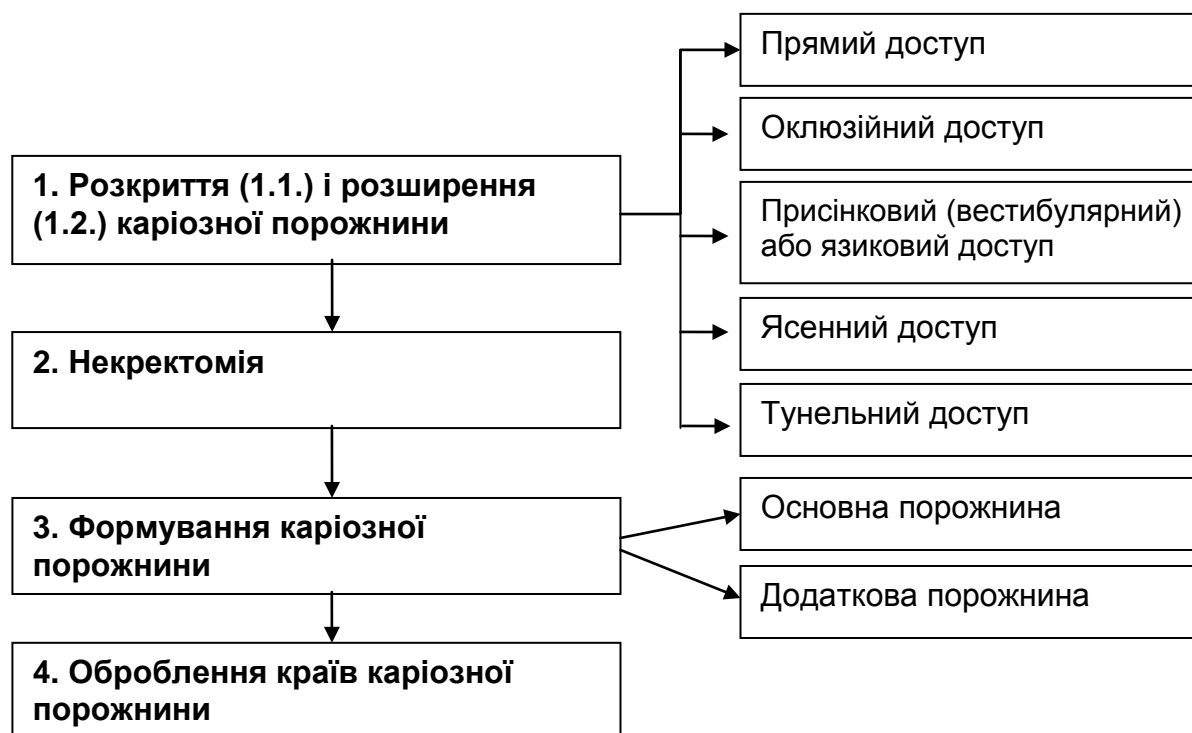 Прямий доступ
Оклюзійний доступ
1. Розкриття (1.1.) і розширення
(1.2.) каріозної порожнини
Присінковий (вестибулярний)
або язиковий доступ
Ясенний доступ
2. Некректомія
Тунельний доступ
3. Формування каріозної
порожнини
Основна порожнина
Додаткова порожнина
4. Оброблення країв каріозної
порожнини